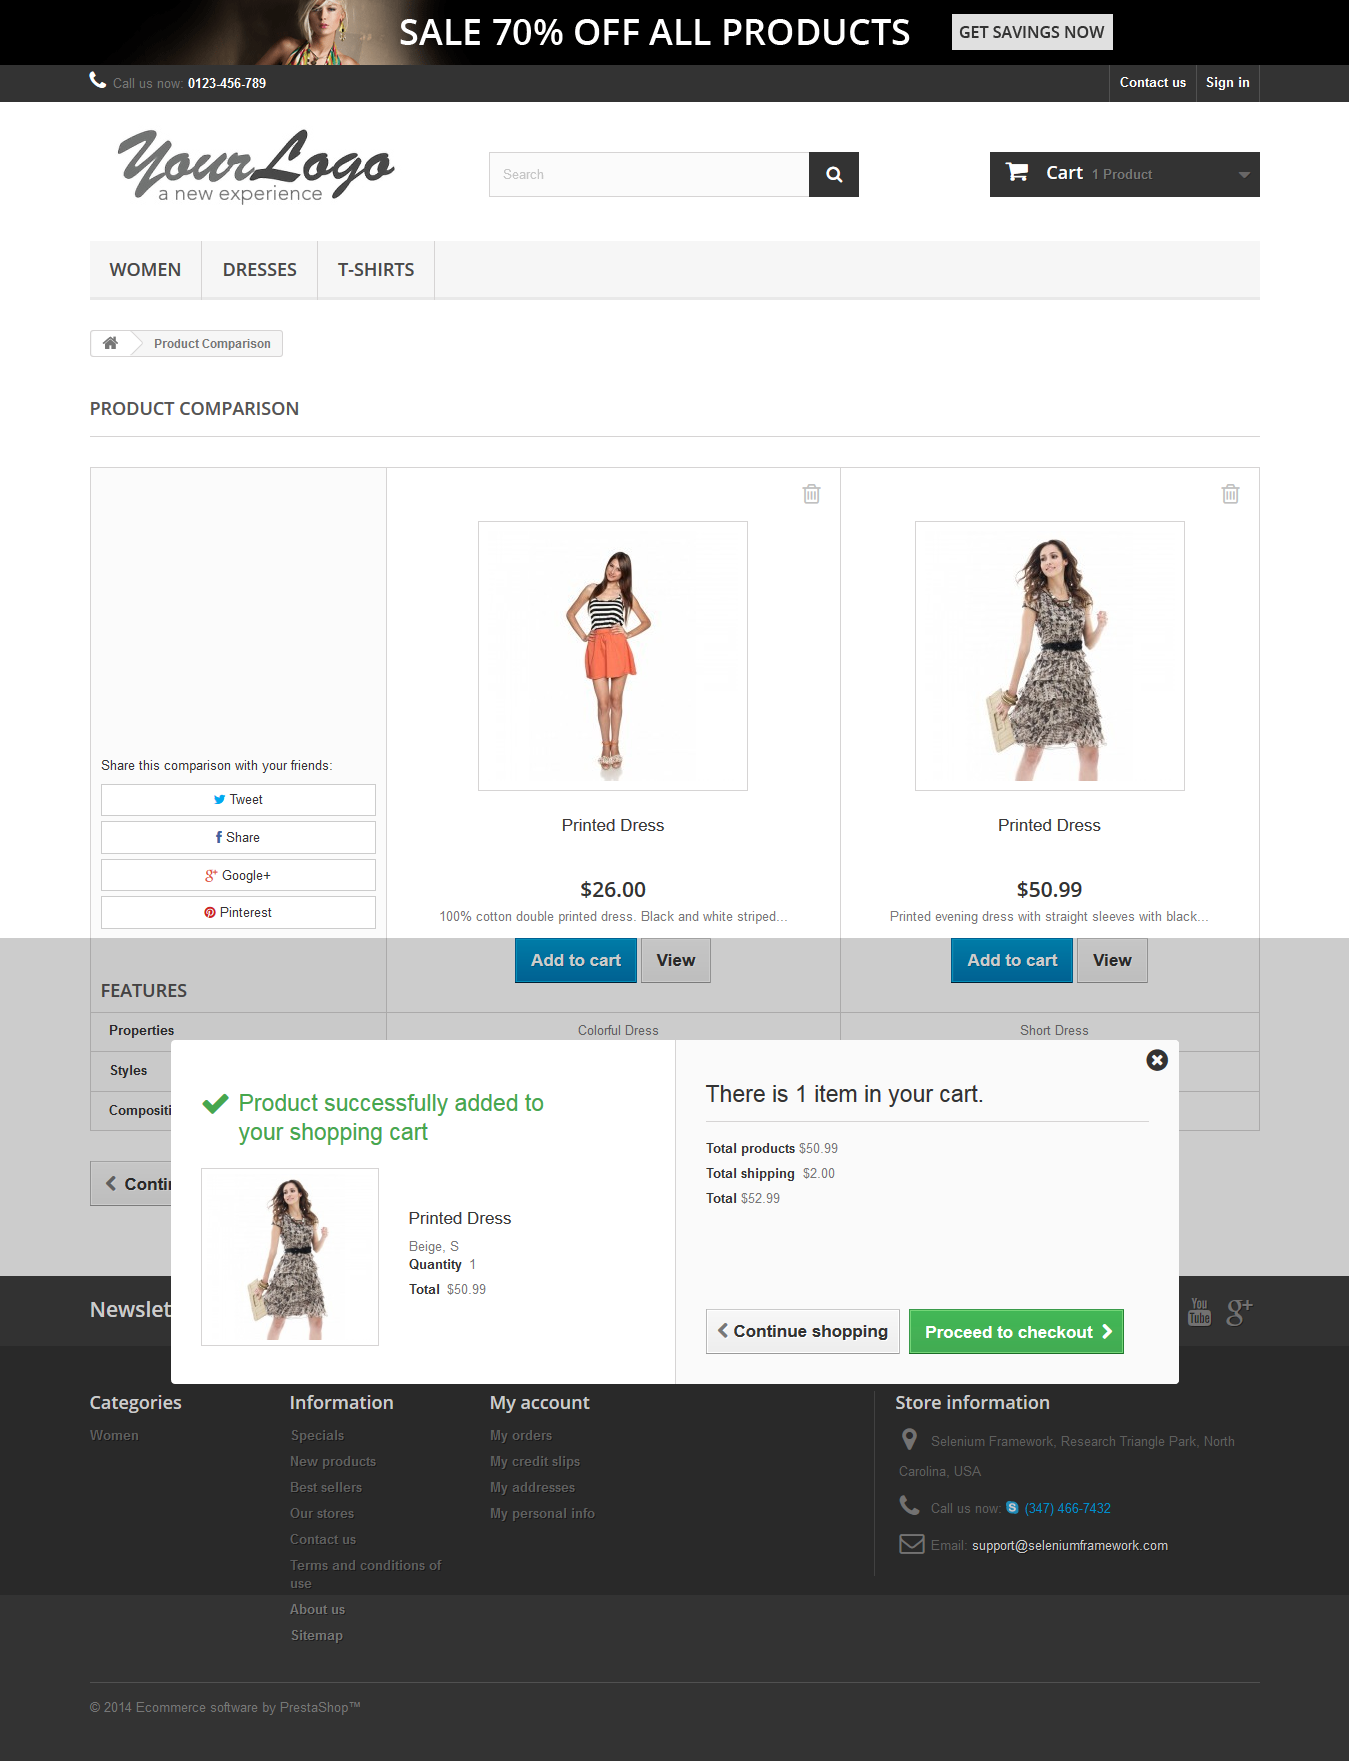 SALE 70% OFF ALL PRODUCTS
GET SAVINGS NOW
Call us now: 0123-456-789
Contact us
Sign in
Your Logo
a new experience
Search
Cart 1 Product
WOMEN
DRESSES
T-SHIRTS
Product Comparison
PRODUCT COMPARISON
Share this comparison with your friends:
Tweet
Share
Google+
Pinterest
Printed Dress
$26.00
100% cotton double printed dress. Black and white striped...
Add to cart
View
Printed Dress
$50.99
Printed evening dress with straight sleeves with black...
Add to cart
View
FEATURES
Properties
Colorful Dress
Short Dress
Styles
Compositi
Conti
Product successfully added to
your shopping cart
Printed Dress
Beige, S
Quantity 1
Total $50.99
There is 1 item in your cart.
Total products $50.99
Total shipping $2.00
Total $52.99
Continue shopping
Proceed to checkout
Newslet
You
Tube
g+
Categories
Women
Information
Specials
New products
Best sellers
Our stores
Contact us
Terms and conditions of
use
About us
Sitemap
My account
My orders
My credit slips
My addresses
My personal info
Store information
Selenium Framework, Research Triangle Park, North
Carolina, USA
Call us now: (347) 466-7432
Email: support@seleniumframework.com
© 2014 Ecommerce software by PrestaShop™